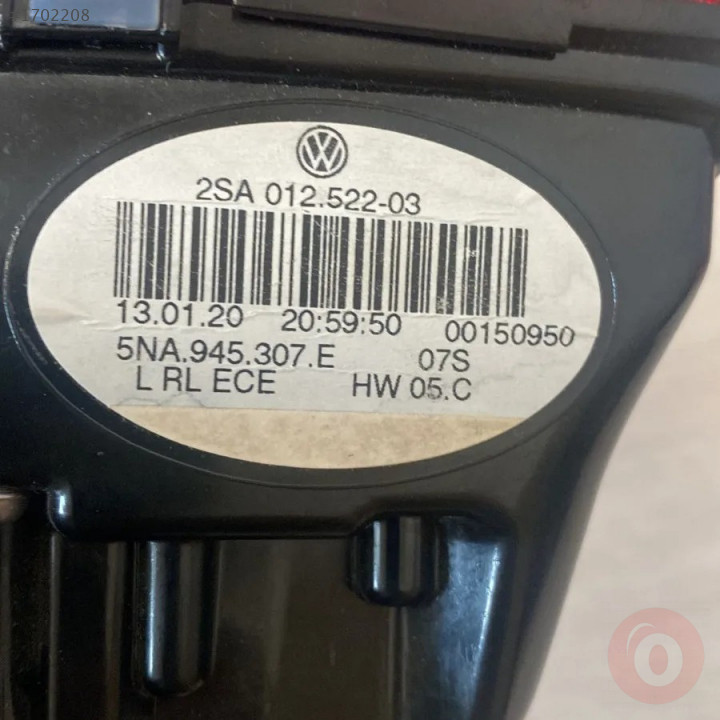 702208
2SA 012.522-03
13.01.20 20:59:50 00150950
5NA.945.307.E 07S
L RL ECE HW 05.C